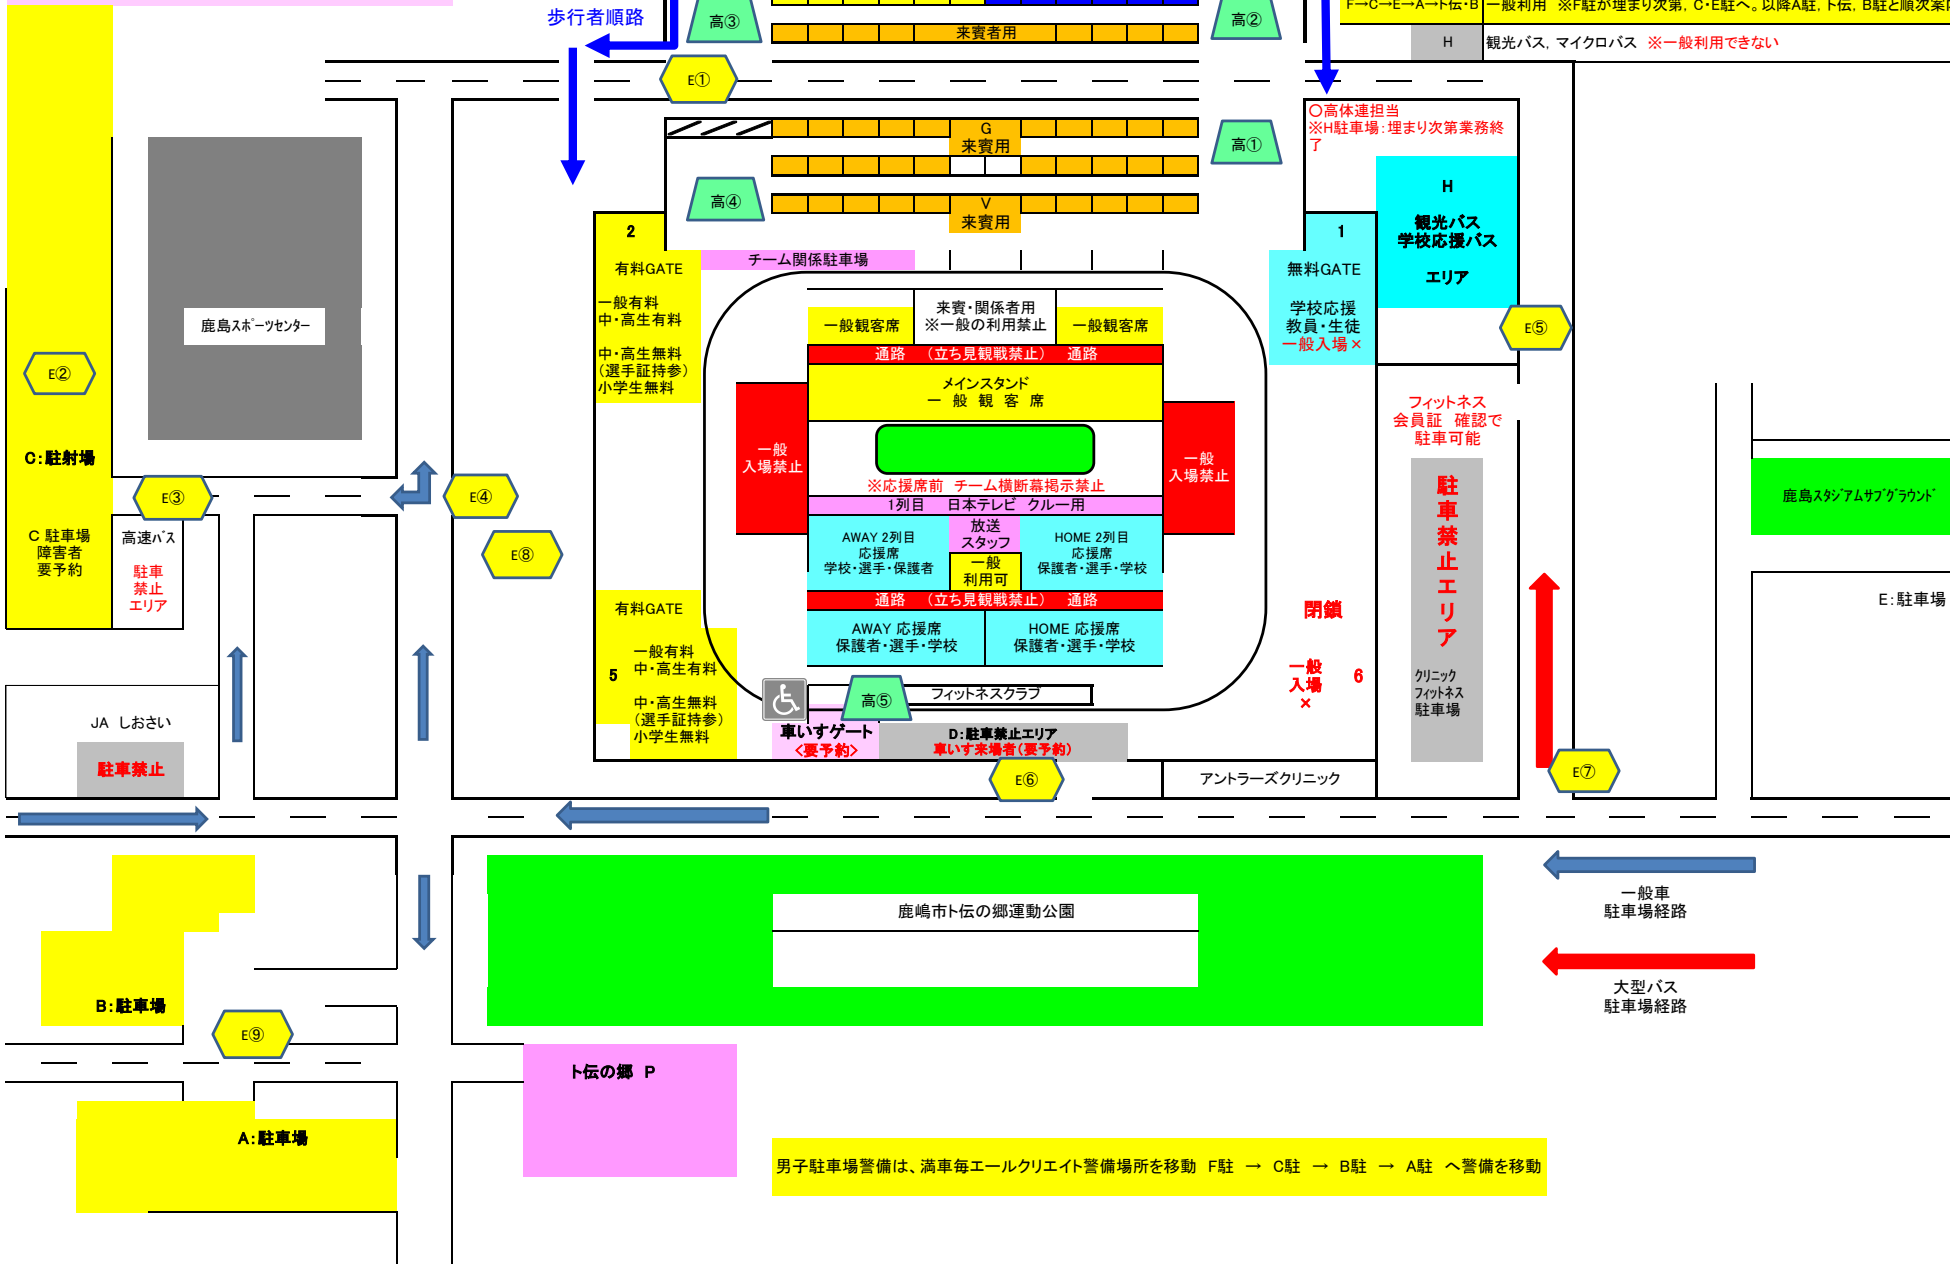 歩行者順路
高③
高②
来賓者用
F→C→E→A→ト伝・B
一般利用 ※F駐が埋まり次第, C・E駐へ。以降A駐, ト伝, B駐と順次案内
H
観光バス, マイクロバス ※一般利用できない
E①
G
来賓用
高①
〇高体連担当
※H駐車場:埋まり次第業務終
了
高④
V
来賓用
H
観光バス
学校応援バス
エリア
2
有料GATE
一般有料
中・高生有料
中・高生無料
(選手証持参)
小学生無料
チーム関係駐車場
1
無料GATE
学校応援
教員・生徒
一般入場×
鹿島スポーツセンター
来賓・関係者用
※一般の利用禁止
一般観客席
一般観客席
E⑤
通路 (立ち見観戦禁止) 通路
E②
メインスタンド
一 般 観 客 席
フィットネス
会員証 確認で
駐車可能
一般
入場禁止
一般
入場禁止
C:駐射場
※応援席前 チーム横断幕掲示禁止
駐車禁止エリア
鹿島スタジアムサブグラウンド
E③
E④
1列目 日本テレビ クルー用
放送
スタッフ
AWAY 2列目
応援席
学校・選手・保護者
HOME 2列目
応援席
保護者・選手・学校
C 駐車場
障害者
要予約
高速バス
駐車
禁止
エリア
E⑧
一般
利用可
通路 (立ち見観戦禁止) 通路
E:駐車場
有料GATE
AWAY 応援席
保護者・選手・学校
HOME 応援席
保護者・選手・学校
閉鎖
5
一般有料
中・高生有料
中・高生無料
(選手証持参)
小学生無料
一般
入場
×
6
クリニック
フィットネス
駐車場
高⑤
フィットネスクラブ
JA しおさい
駐車禁止
車いすゲート
<要予約>
D:駐車禁止エリア
車いす来場者(要予約)
E⑥
アントラーズクリニック
E⑦
一般車
駐車場経路
鹿嶋市ト伝の郷運動公園
大型バス
駐車場経路
B:駐車場
E⑨
ト伝の郷 P
A:駐車場
男子駐車場警備は、満車毎エールクリエイト警備場所を移動 F駐 → C駐 → B駐 → A駐 へ警備を移動